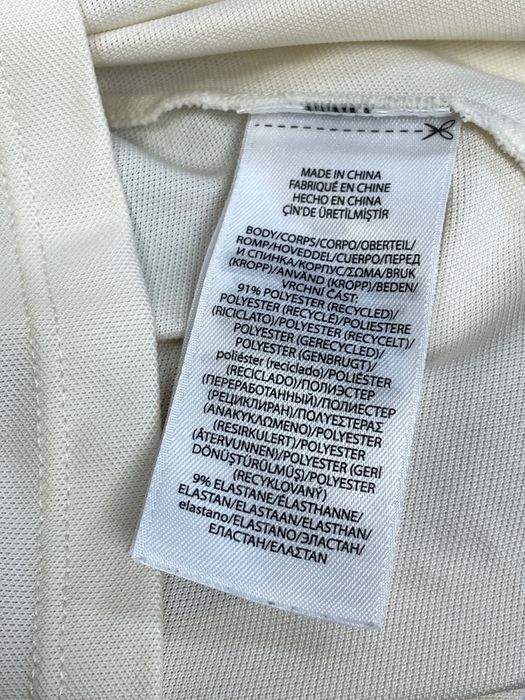 MADE IN CHINA
FABRIQUÉ EN CHINE
HECHO EN CHINA
ÇİN'DE ÜRETİLMİŞTİR
BODY/CORPS/CORPO/OBERTEIL/
ROMP/HOVEDDEL/CUERPO/ПЕРЕД
И СПИНКА/КОРПУС/ΣΩΜΑ/BRUK
(KROPP)/ANVÄND (KROPP)/BEDEN/
VRCHNÍ ČÁST:
91% POLYESTER (RECYCLED)/
POLYESTER (RECYCLÉ)/POLIESTERE
(RICICLATO)/POLYESTER (RECYCELT)/
POLYESTER (GERECYCLED)/
POLYESTER (GENBRUGT)/
poliéster (reciclado)/POLIÉSTER
(RECICLADO)/ПОЛИЭСТЕР
(ПЕРЕРАБОТАННЫЙ)/ПОЛИЕСТЕР
(РЕЦИКЛИРАН)/ΠΟΛΥΕΣΤΕΡΑΣ
(ΑΝΑΚΥΚΛΩΜΕΝΟ)/POLYESTER
(RESIRKULERT)/POLYESTER
(ÅTERVUNNEN)/POLYESTER (GERİ
DÖNÜŞTÜRÜLMÜŞ)/POLYESTER
(RECYKLOVANÝ)
9% ELASTANE/ÉLASTHANNE/
ELASTAN/ELASTAAN/ELASTHAN/
elastano/ELASTANO/ЭЛАСТАН/
ЕЛАСТАН/ΕΛΑΣΤΑΝ